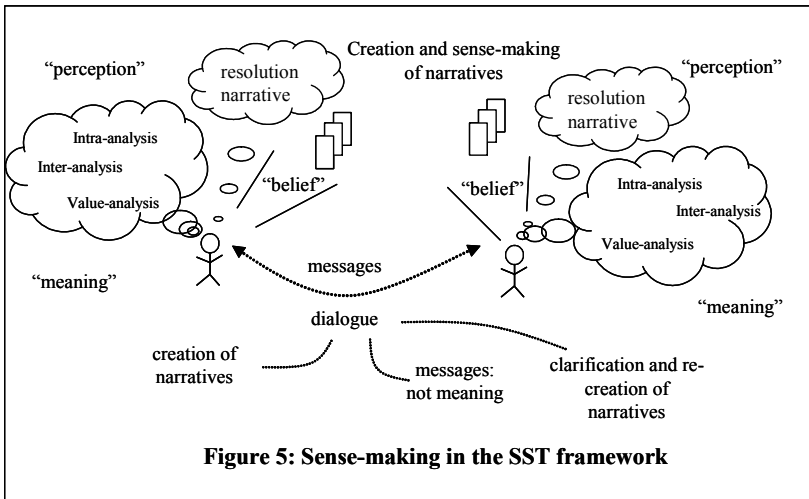 Creation and sense-making
of narratives
“perception”
resolution
narrative
Intra-analysis
Inter-analysis
Value-analysis
“belief”
“meaning”
“perception”
resolution
narrative
“belief”
Intra-analysis
Inter-analysis
Value-analysis
“meaning”
messages
dialogue
creation of
narratives
messages:
not meaning
clarification and re-
creation of
narratives
Figure 5: Sense-making in the SST framework